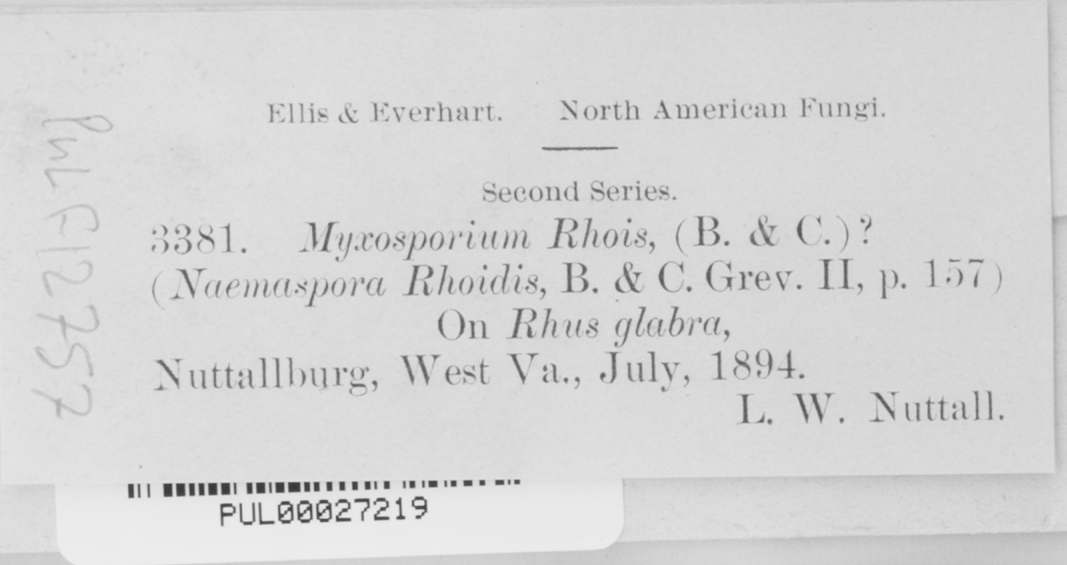 Ellis & Everhart. North American Fungi.
Second Series.
3381. Myxosporium Rhois, (B. & C.)?
(Naemaspora Rhoidis, B. & C. Grev. II, p. 157)
On Rhus glabra,
Nuttallburg, West Va., July, 1894.
L. W. Nuttall.
PUL F12757
PUL00027219